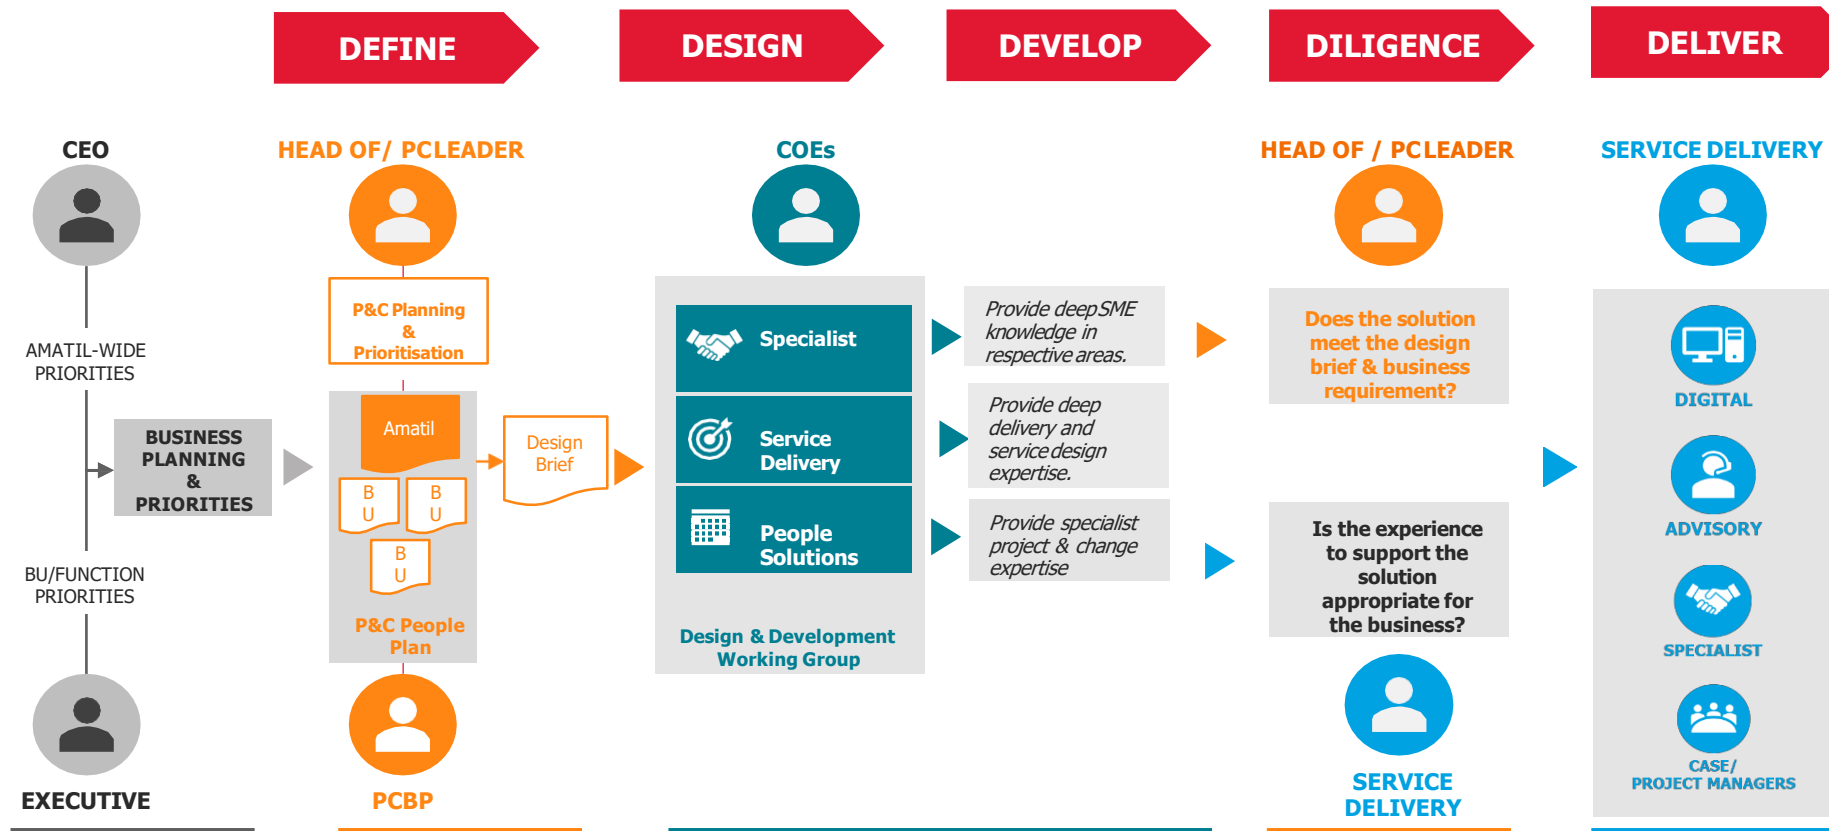 DEFINE
DESIGN
DEVELOP
DILIGENCE
DELIVER
CEO
AMATIL-WIDE
PRIORITIES
BU/FUNCTION
PRIORITIES
EXECUTIVE
BUSINESS
PLANNING
&
PRIORITIES
HEAD OF/ PCLEADER
P&C Planning
&
Prioritisation
Amatil
B
U
B
U
B
U
P&C People
Plan
PCBP
Design
Brief
COEs
Specialist
Service
Delivery
People
Solutions
Design & Development
Working Group
Provide deep SME
knowledge in
respective areas.
Provide deep
delivery and
service design
expertise.
Provide specialist
project & change
expertise
HEAD OF / PCLEADER
Does the solution
meet the design
brief & business
requirement?
Is the experience
to support the
solution
appropriate for
the business?
SERVICE
DELIVERY
SERVICE DELIVERY
DIGITAL
ADVISORY
SPECIALIST
CASE/
PROJECT MANAGERS